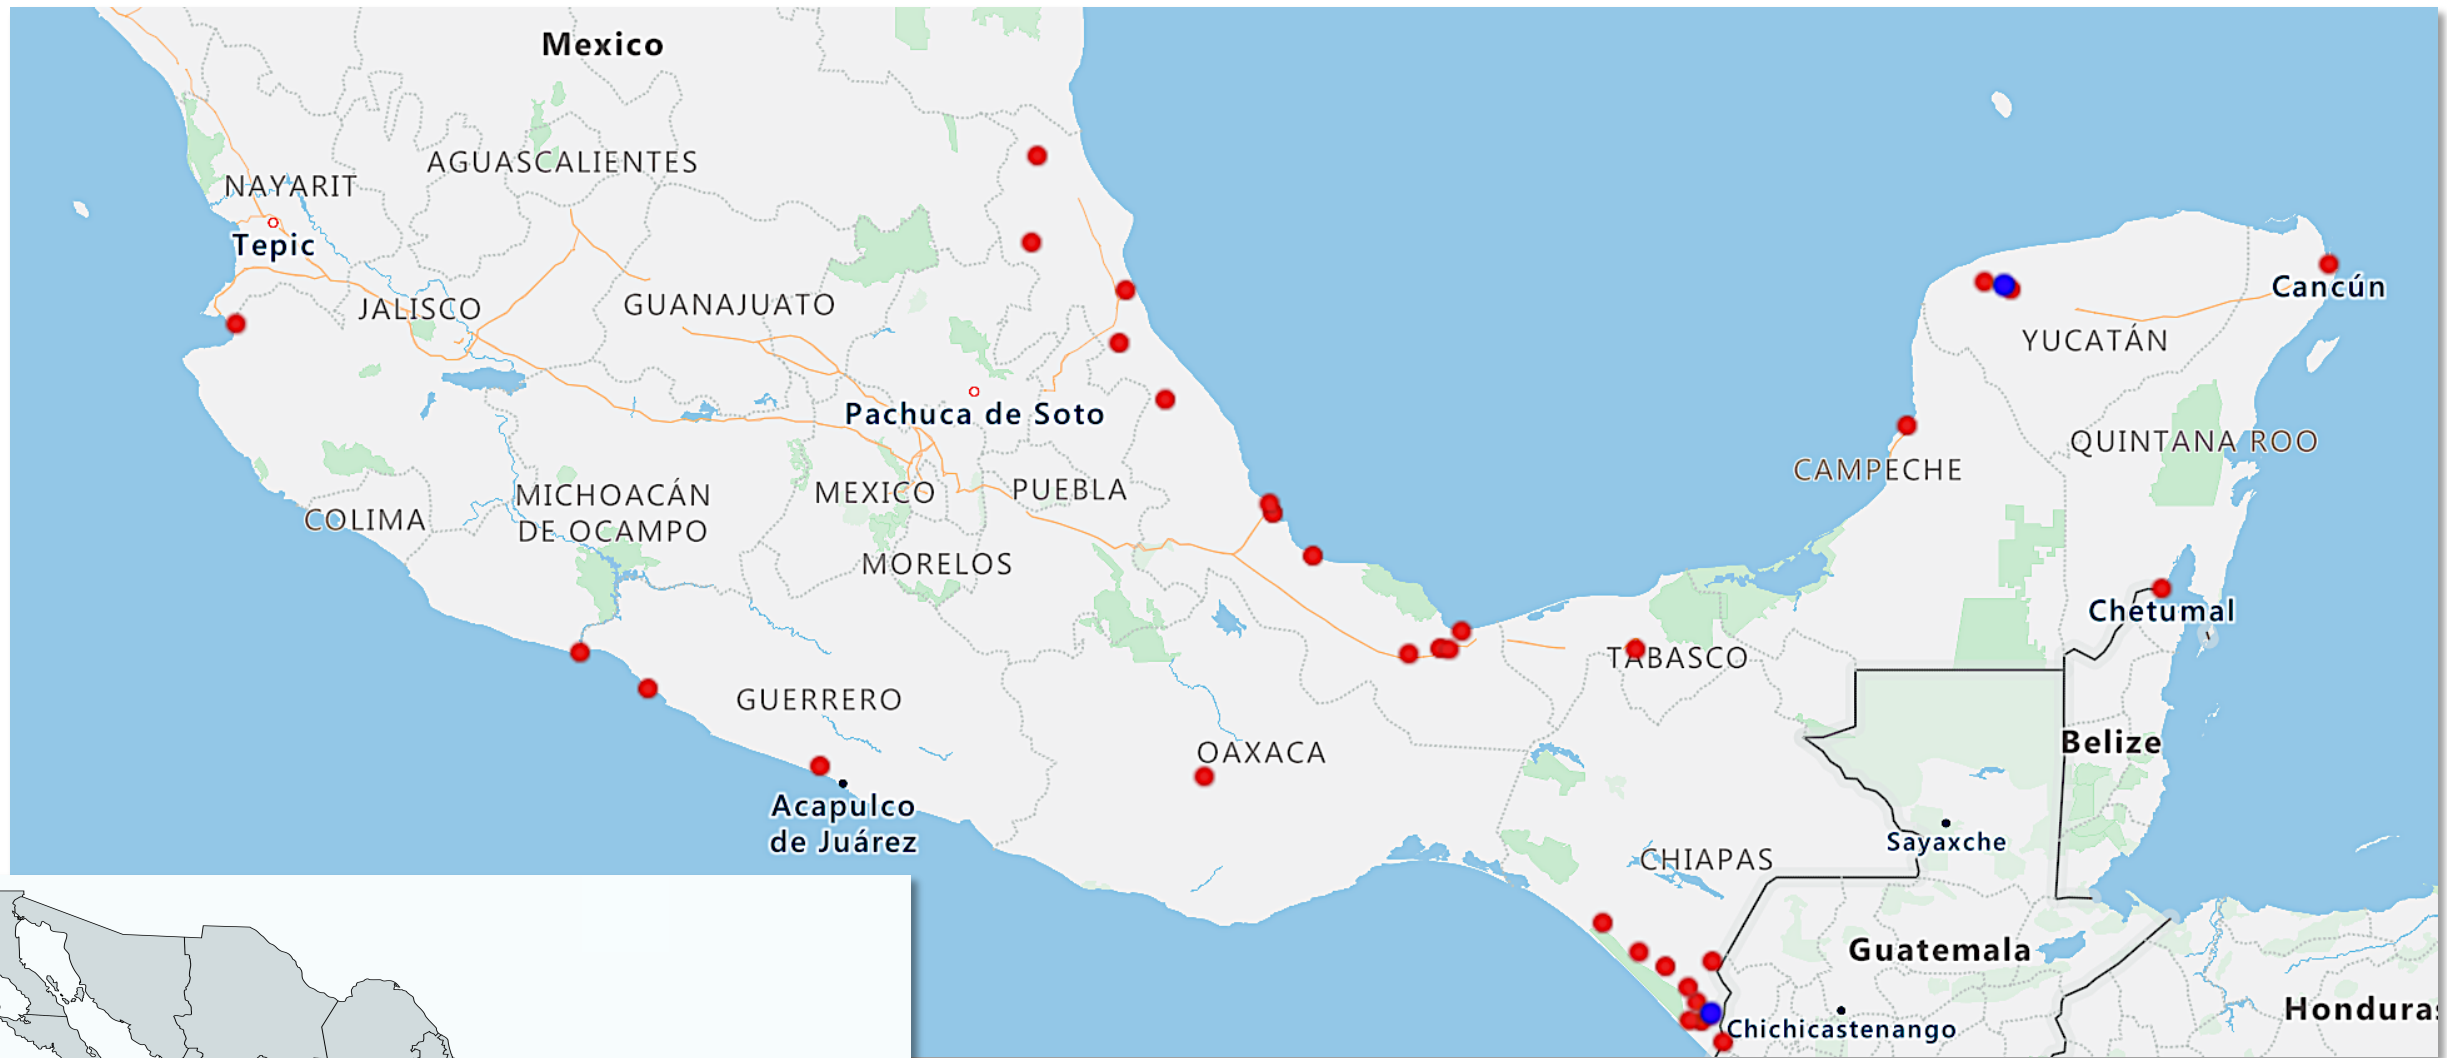 Mexico
AGUASCALIENTES
NAYARIT
Tepic
JALISCO
GUANAJUATO
Cancún
YUCATÁN
Pachuca de Soto
QUINTANA ROO
CAMPECHE
MICHOACÁN
DE OCAMPO
MEXICO
PUEBLA
COLIMA
MORELOS
Chetumal
TABASCO
GUERRERO
OAXACA
Belize
Acapulco
de Juárez
Sayaxche
CHIAPAS
Guatemala
Chichicastenango
Honduras